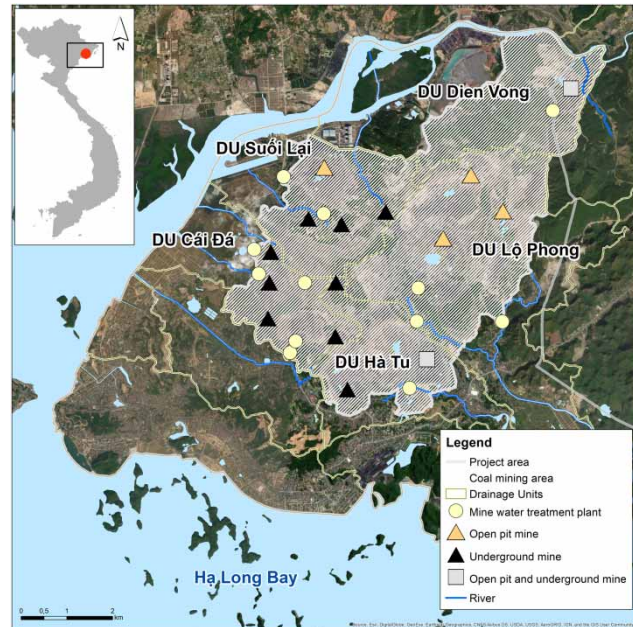 N
DU Dien Vong
DU Suối Lại
DU Cái Đá
DU Lộ Phong
DU Hà Tu
Hạ Long Bay
Legend
Project area
Coal mining area
Drainage Units
Mine water treatment plant
Open pit mine
Underground mine
Open pit and underground mine
River
0 0,5 1 2
km